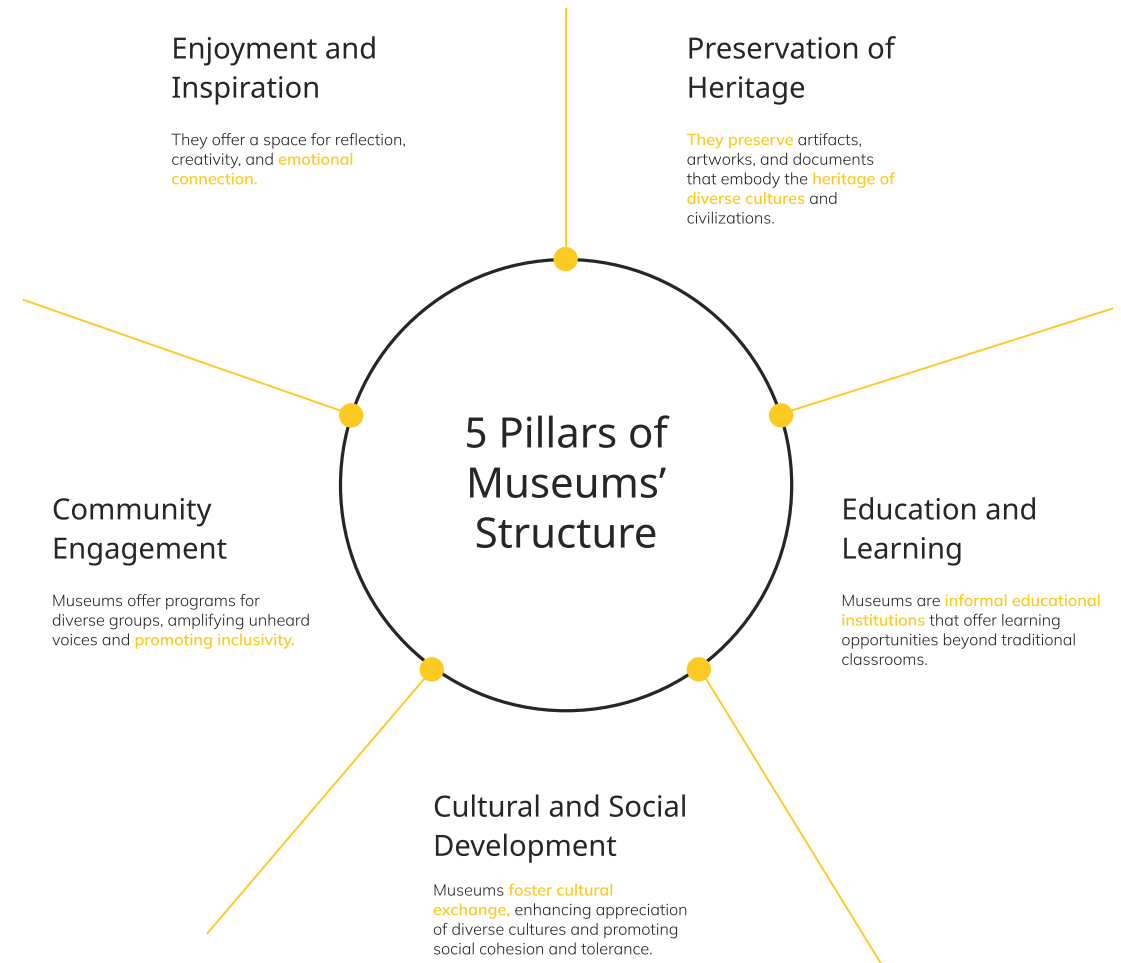 Enjoyment and
Inspiration
They offer a space for reflection,
creativity, and emotional
connection.
Preservation of
Heritage
They preserve artifacts,
artworks, and documents
that embody the heritage of
diverse cultures and
civilizations.
5 Pillars of
Museums’
Structure
Community
Engagement
Museums offer programs for
diverse groups, amplifying unheard
voices and promoting inclusivity.
Education and
Learning
Museums are informal educational
institutions that offer learning
opportunities beyond traditional
classrooms.
Cultural and Social
Development
Museums foster cultural
exchange, enhancing appreciation
of diverse cultures and promoting
social cohesion and tolerance.